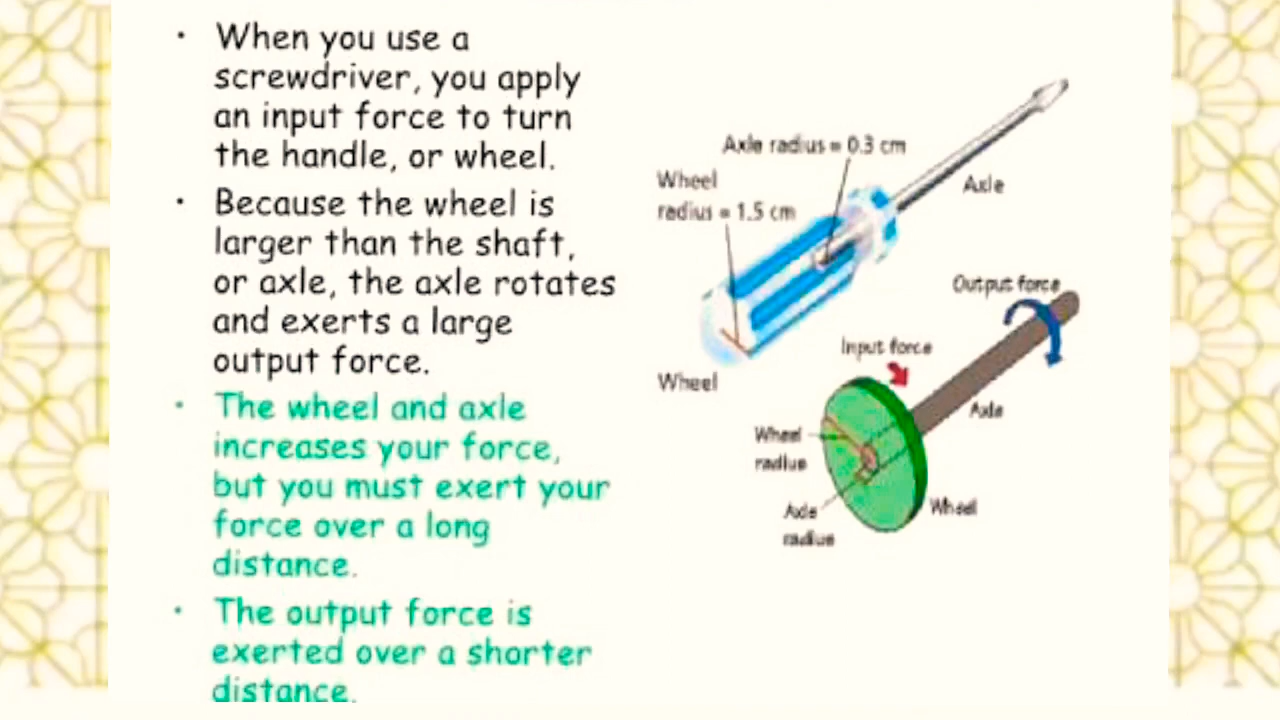 • When you use a
screwdriver, you apply
an input force to turn
the handle, or wheel.
• Because the wheel is
larger than the shaft,
or axle, the axle rotates
and exerts a large
output force.
• The wheel and axle
increases your force,
but you must exert your
force over a long
distance.
• The output force is
exerted over a shorter
distance.
Axle radius = 0.3 cm
Wheel
radius = 1.5 cm
Axle
Wheel
Output force
Input force
Axle
Wheel
radius
Axle
radius
Wheel